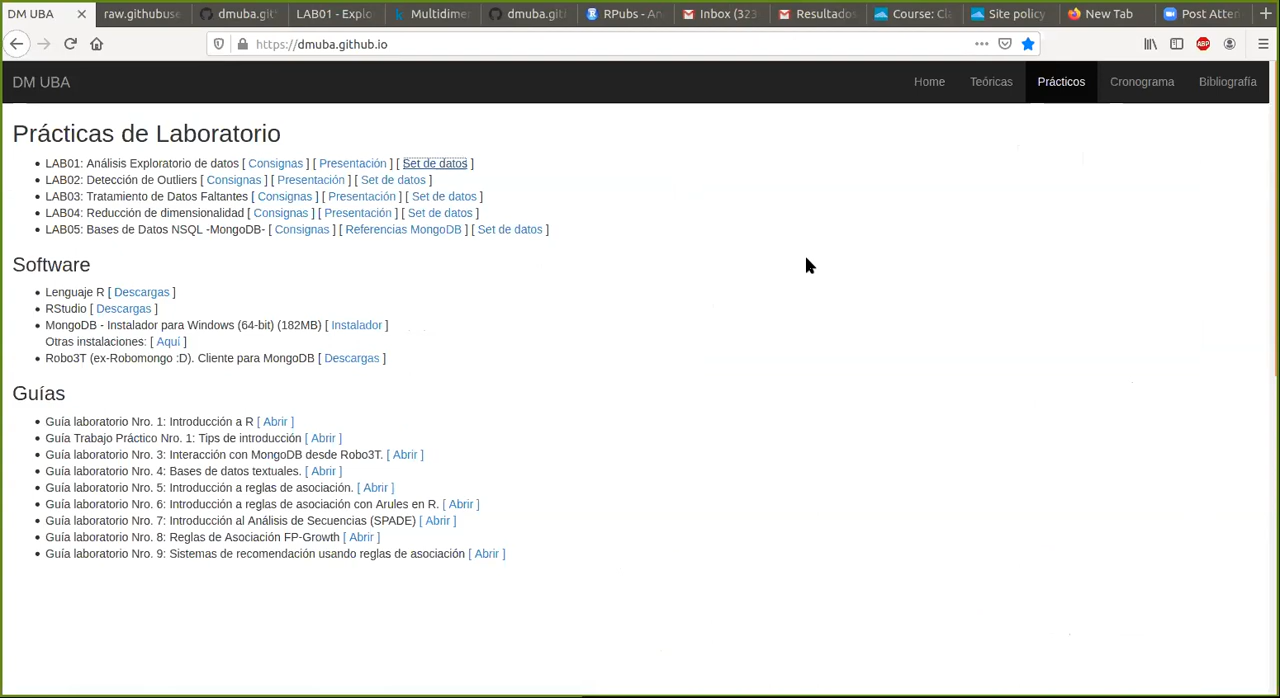 DM UBA
raw.githubuse
dmuba.git
LAB01 - Explo
Multidime
dmuba.git
RPubs - An
Inbox (323
Resultados
Course: Cla
Site policy
New Tab
Post Atten
https://dmuba.github.io
ABP
DM UBA
Home
Teóricas
Prácticos
Cronograma
Bibliografía
Prácticas de Laboratorio
LAB01: Análisis Exploratorio de datos [ Consignas ] [ Presentación ] [ Set de datos ]
LAB02: Detección de Outliers [ Consignas ] [ Presentación ] [ Set de datos ]
LAB03: Tratamiento de Datos Faltantes [ Consignas ] [ Presentación ] [ Set de datos ]
LAB04: Reducción de dimensionalidad [ Consignas ] [ Presentación ] [ Set de datos ]
LAB05: Bases de Datos NSQL -MongoDB- [ Consignas ] [ Referencias MongoDB ] [ Set de datos ]
Software
Lenguaje R [ Descargas ]
RStudio [ Descargas ]
MongoDB - Instalador para Windows (64-bit) (182MB) [ Instalador ]
Otras instalaciones: [ Aquí ]
Robo3T (ex-Robomongo :D). Cliente para MongoDB [ Descargas ]
Guías
Guía laboratorio Nro. 1: Introducción a R [ Abrir ]
Guía Trabajo Práctico Nro. 1: Tips de introducción [ Abrir ]
Guía laboratorio Nro. 3: Interacción con MongoDB desde Robo3T. [ Abrir ]
Guía laboratorio Nro. 4: Bases de datos textuales. [ Abrir ]
Guía laboratorio Nro. 5: Introducción a reglas de asociación. [ Abrir ]
Guía laboratorio Nro. 6: Introducción a reglas de asociación con Arules en R. [ Abrir ]
Guía laboratorio Nro. 7: Introducción al Análisis de Secuencias (SPADE) [ Abrir ]
Guía laboratorio Nro. 8: Reglas de Asociación FP-Growth [ Abrir ]
Guía laboratorio Nro. 9: Sistemas de recomendación usando reglas de asociación [ Abrir ]